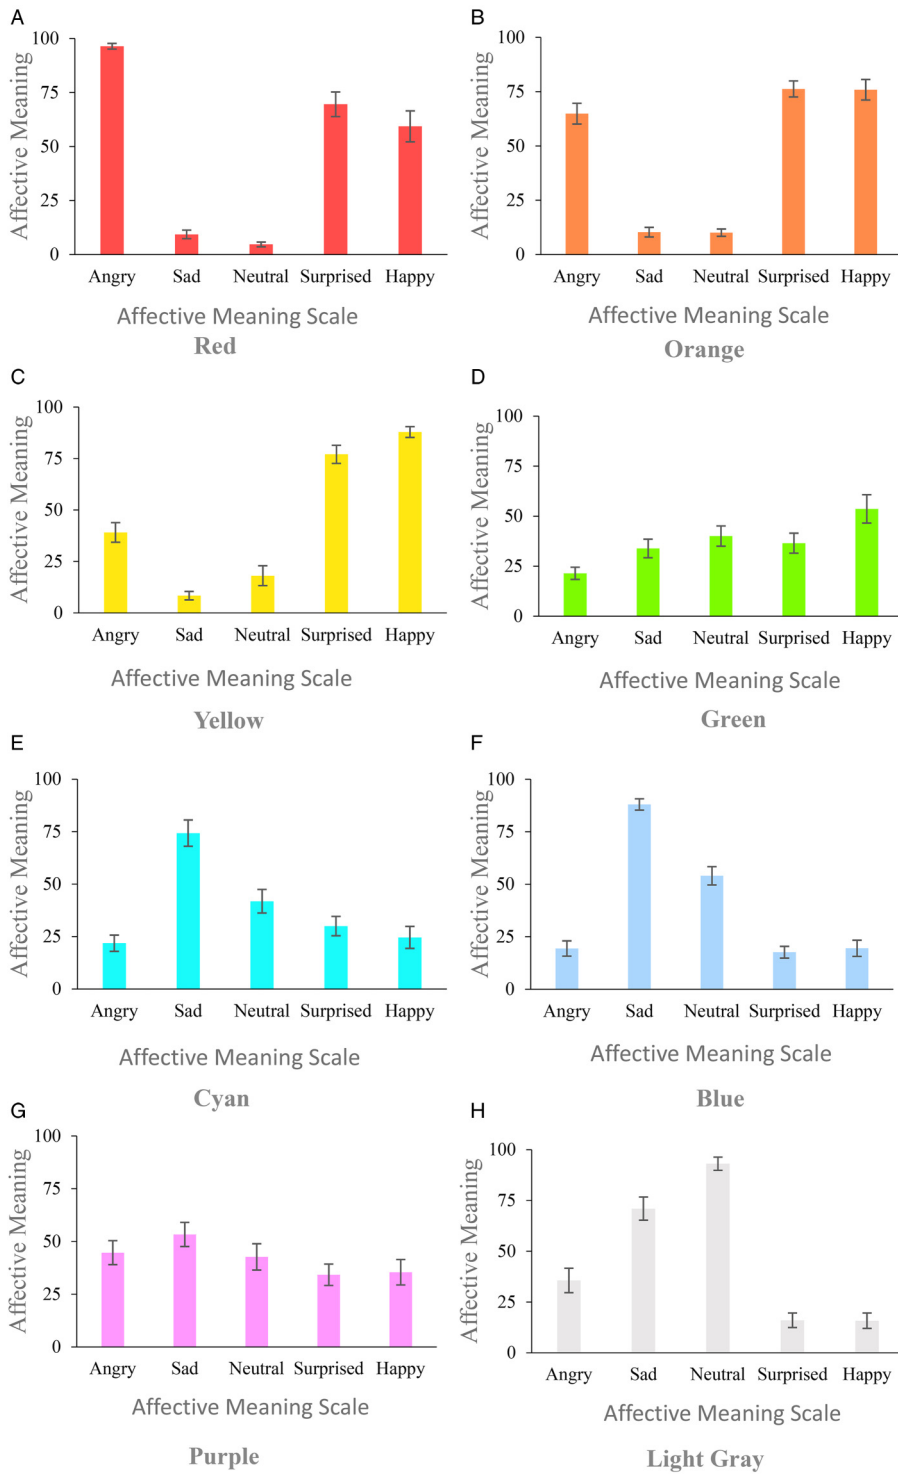 A
Affective Meaning
100
75
50
25
0
Angry Sad Neutral Surprised Happy
Affective Meaning Scale
Red
B
Affective Meaning
100
75
50
25
0
Angry Sad Neutral Surprised Happy
Affective Meaning Scale
Orange
C
Affective Meaning
100
75
50
25
0
Angry Sad Neutral Surprised Happy
Affective Meaning Scale
Yellow
D
Affective Meaning
100
75
50
25
0
Angry Sad Neutral Surprised Happy
Affective Meaning Scale
Green
E
Affective Meaning
100
75
50
25
0
Angry Sad Neutral Surprised Happy
Affective Meaning Scale
Cyan
F
Affective Meaning
100
75
50
25
0
Angry Sad Neutral Surprised Happy
Affective Meaning Scale
Blue
G
Affective Meaning
100
75
50
25
0
Angry Sad Neutral Surprised Happy
Affective Meaning Scale
Purple
H
Affective Meaning
100
75
50
25
0
Angry Sad Neutral Surprised Happy
Affective Meaning Scale
Light Gray